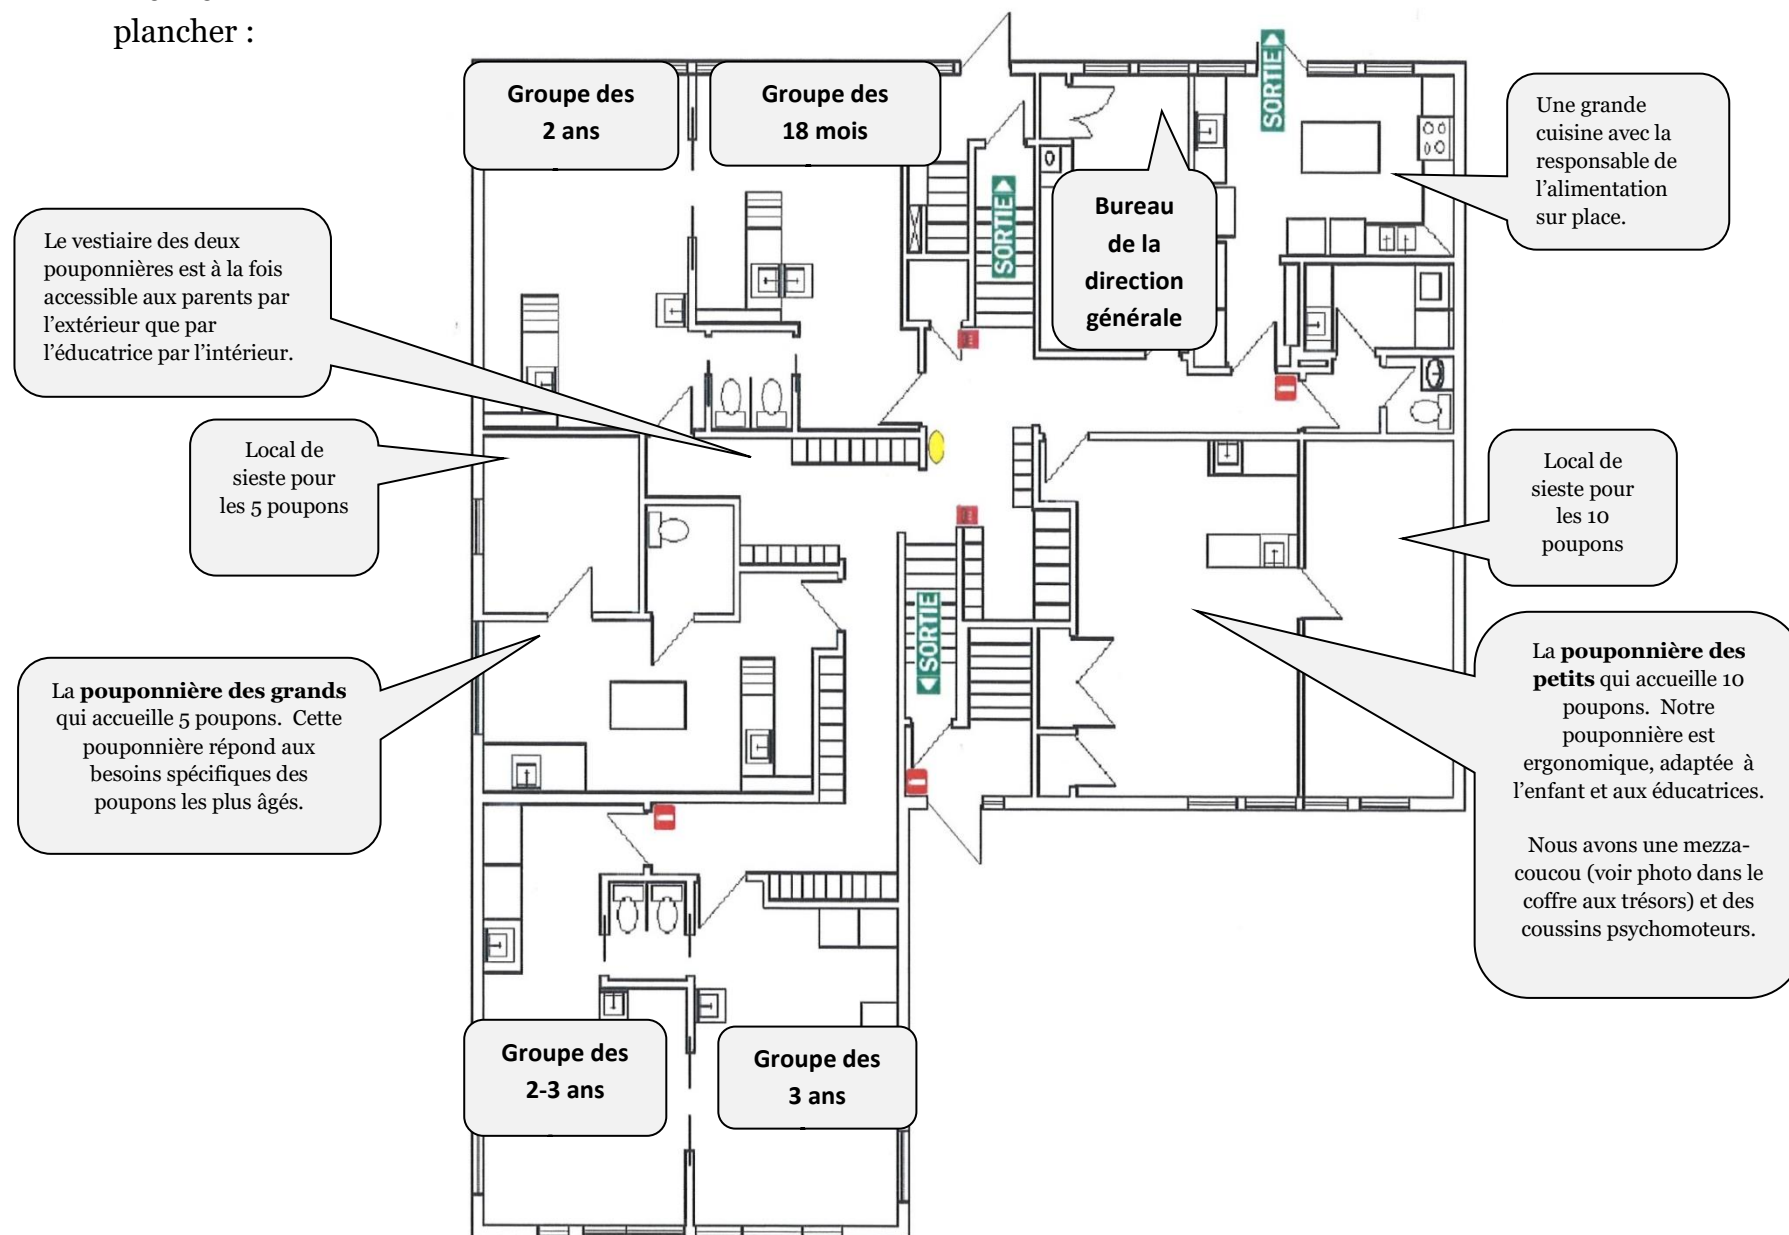 plancher :
Groupe des
2 ans
Groupe des
18 mois
SORTIE
SORTIE
Bureau
de la
direction
générale
Une grande
cuisine avec la
responsable de
l’alimentation
sur place.
Le vestiaire des deux
pouponnières est à la fois
accessible aux parents par
l’extérieur que par
l’éducatrice par l’intérieur.
Local de
sieste pour
les 5 poupons
Local de
sieste pour
les 10
poupons
SORTIE
La pouponnière des grands
qui accueille 5 poupons. Cette
pouponnière répond aux
besoins spécifiques des
poupons les plus âgés.
La pouponnière des
petits qui accueille 10
poupons. Notre
pouponnière est
ergonomique, adaptée à
l’enfant et aux éducatrices.
Nous avons une mezza-
coucou (voir photo dans le
coffre aux trésors) et des
coussins psychomoteurs.
Groupe des
2-3 ans
Groupe des
3 ans